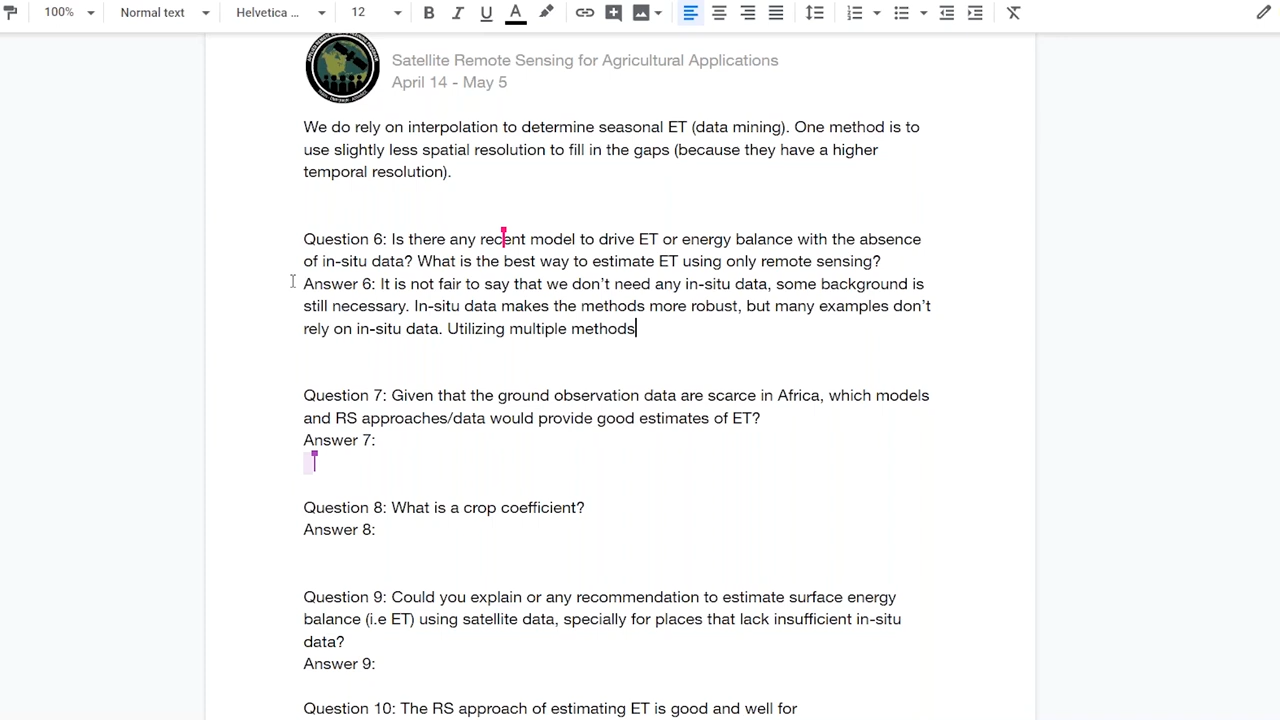 100%
Normal text
Helvetica ...
12
Satellite Remote Sensing for Agricultural Applications
April 14 - May 5
We do rely on interpolation to determine seasonal ET (data mining). One method is to
use slightly less spatial resolution to fill in the gaps (because they have a higher
temporal resolution).
Question 6: Is there any recent model to drive ET or energy balance with the absence
of in-situ data? What is the best way to estimate ET using only remote sensing?
Answer 6: It is not fair to say that we don't need any in-situ data, some background is
still necessary. In-situ data makes the methods more robust, but many examples don't
rely on in-situ data. Utilizing multiple methods
Question 7: Given that the ground observation data are scarce in Africa, which models
and RS approaches/data would provide good estimates of ET?
Answer 7:
Question 8: What is a crop coefficient?
Answer 8:
Question 9: Could you explain or any recommendation to estimate surface energy
balance (i.e ET) using satellite data, specially for places that lack insufficient in-situ
data?
Answer 9:
Question 10: The RS approach of estimating ET is good and well for